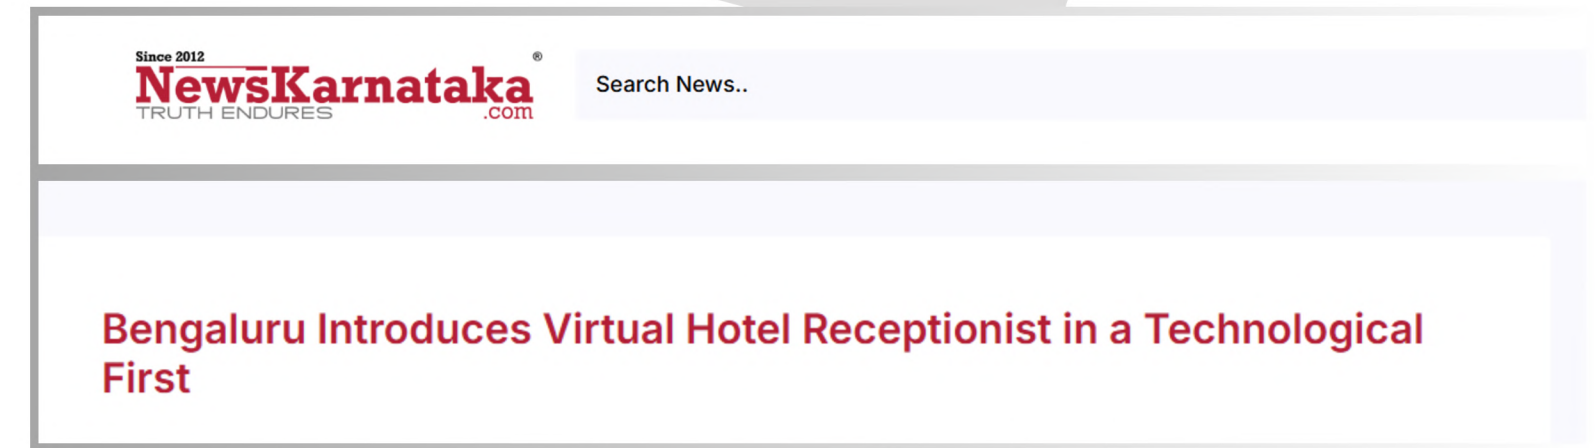 Since 2012
NewsKarnataka®
TRUTH ENDURES .com
Search News..
Bengaluru Introduces Virtual Hotel Receptionist in a Technological
First